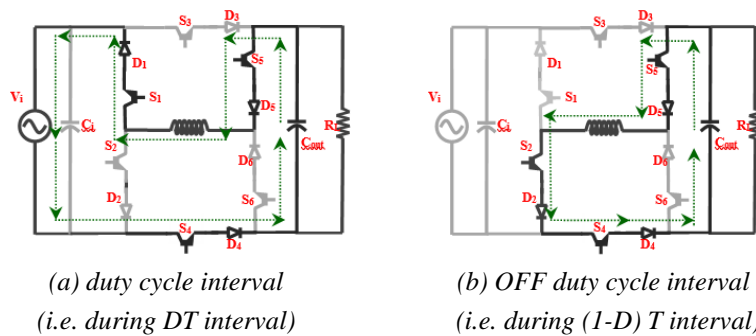 S3
D3
D1
S5
Vi
S1
Ci
D5
Cout
S2
D6
D2
S6
S4
D4
(a) duty cycle interval
(i.e. during DT interval)
S3
D3
D1
S5
Vi
S1
Ci
D5
Cout
S2
D6
D2
S6
S4
D4
(b) OFF duty cycle interval
(i.e. during (1-D) T interval)